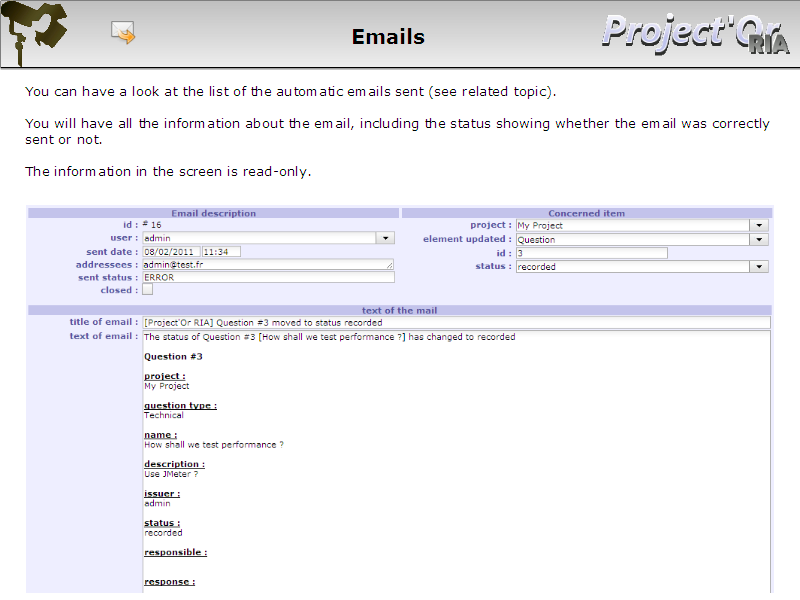 Emails
Project'Or
RIA
You can have a look at the list of the automatic emails sent (see related topic).
You will have all the information about the email, including the status showing whether the email was correctly
sent or not.
The information in the screen is read-only.
Email description
Concerned item
id : # 16
project : My Project
user : admin
element updated : Question
sent date : 08/02/2011 11:34
id : 3
addressees : admin@test.fr
status : recorded
sent status : ERROR
closed :
text of the mail
title of email : [Project'Or RIA] Question #3 moved to status recorded
text of email : The status of Question #3 [How shall we test performance ?] has changed to recorded
Question #3
project :
My Project
question type :
Technical
name :
How shall we test performance ?
description :
Use JMeter ?
issuer :
admin
status :
recorded
responsible :
response :